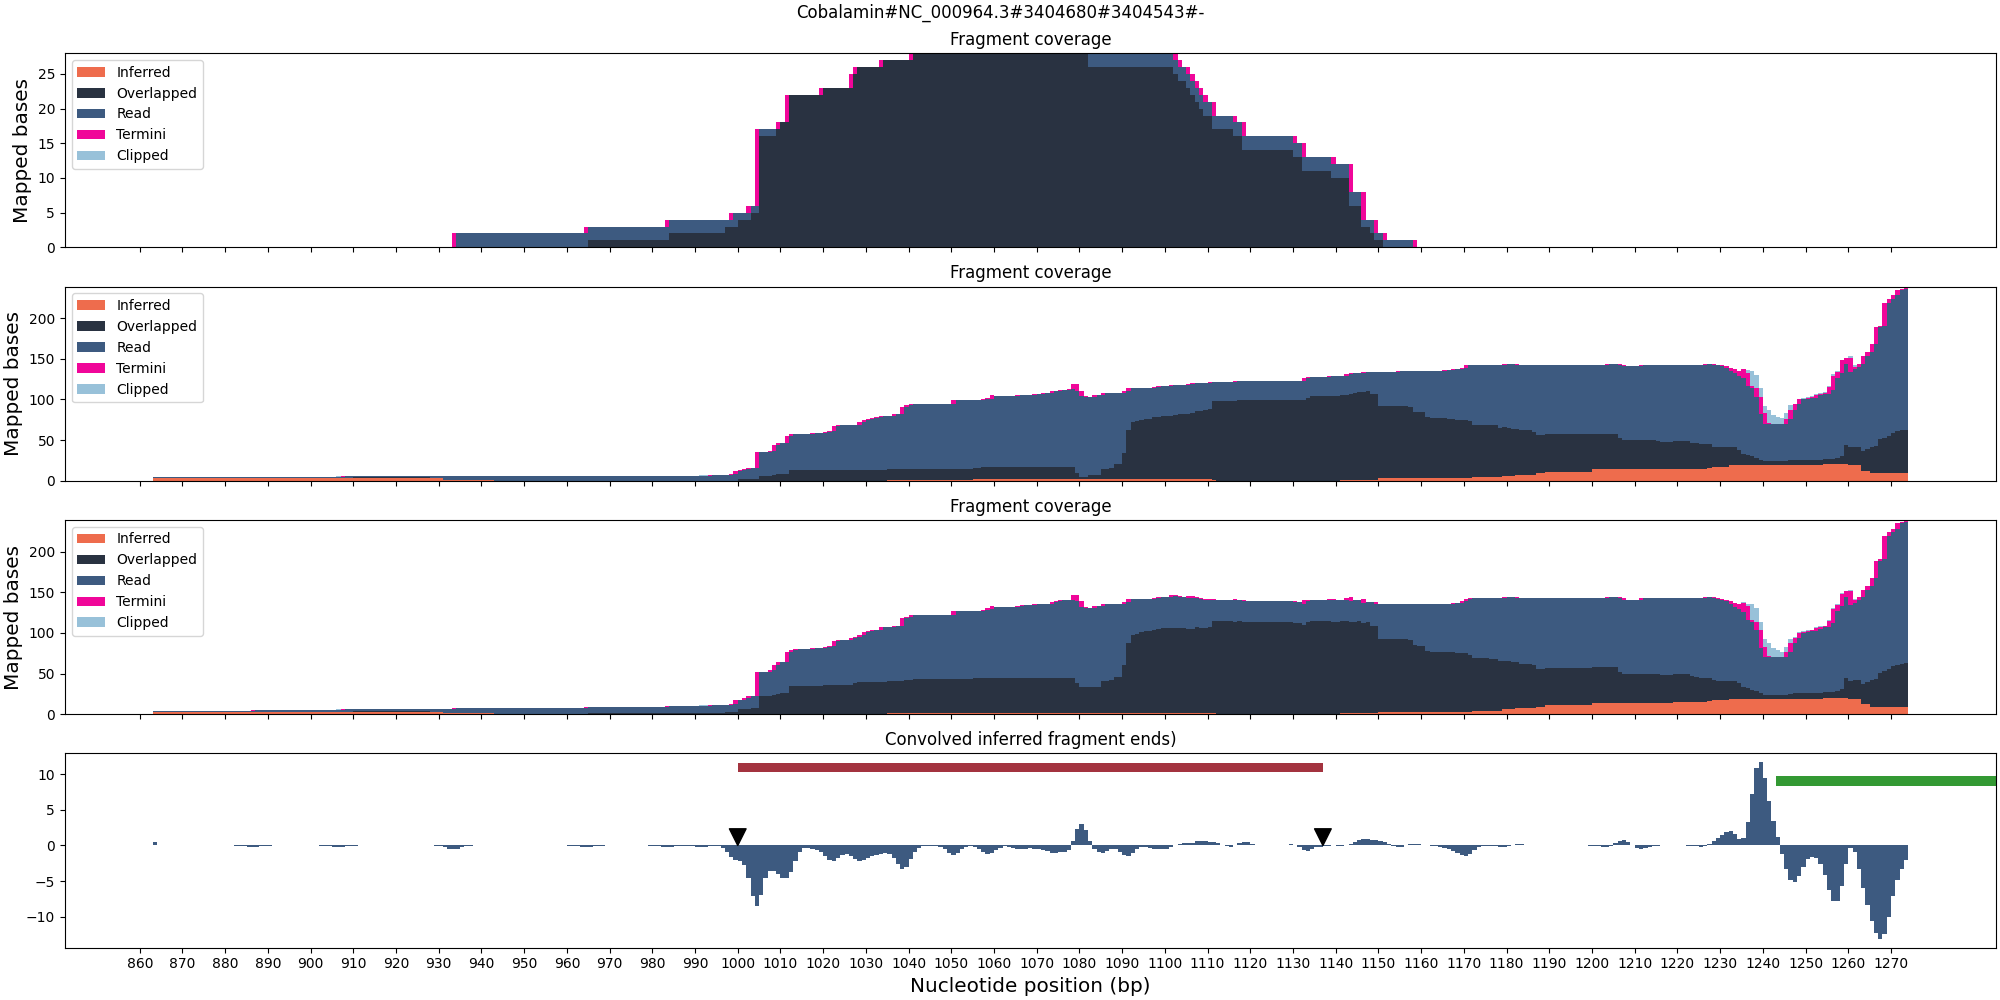 Cobalamin#NC_000964.3#3404680#3404543#-
Fragment coverage
Mapped bases
25
20
15
10
5
0
Inferred
Overlapped
Read
Termini
Clipped
Fragment coverage
Mapped bases
200
150
100
50
0
Inferred
Overlapped
Read
Termini
Clipped
Fragment coverage
Mapped bases
200
150
100
50
0
Inferred
Overlapped
Read
Termini
Clipped
Convolved inferred fragment ends)
10
5
0
−5
−10
860 870 880 890 900 910 920 930 940 950 960 970 980 990 1000 1010 1020 1030 1040 1050 1060 1070 1080 1090 1100 1110 1120 1130 1140 1150 1160 1170 1180 1190 1200 1210 1220 1230 1240 1250 1260 1270
Nucleotide position (bp)